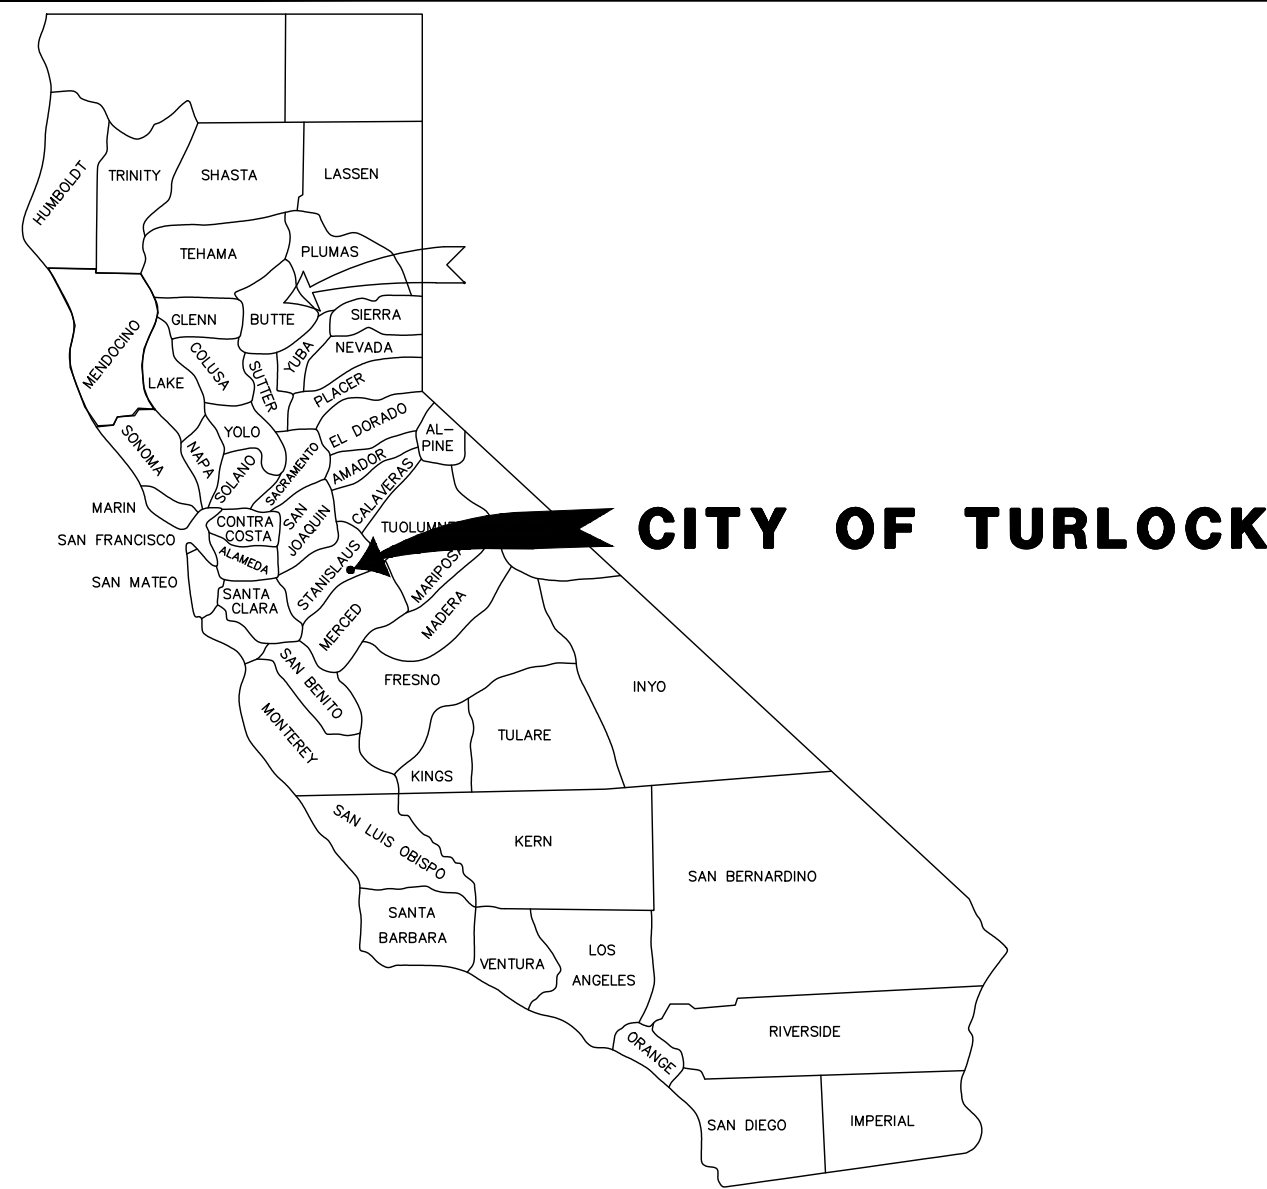 HUMBOLDT
TRINITY
SHASTA
LASSEN
TEHAMA
PLUMAS
MENDOCINO
GLENN
BUTTE
SIERRA
LAKE
COLUSA
SUTTER
YUBA
NEVADA
PLACER
SONOMA
NAPA
YOLO
SOLANO
SACRAMENTO
EL DORADO
AMADOR
AL-
PINE
CALAVERAS
MARIN
SAN FRANCISCO
SAN MATEO
CONTRA
COSTA
ALAMEDA
SAN
JOAQUIN
TUOLUMNE
CITY OF TURLOCK
STANISLAUS
MARIPOSA
SANTA
CLARA
MERCED
MADERA
SAN BENITO
FRESNO
INYO
MONTEREY
TULARE
KINGS
SAN LUIS OBISPO
KERN
SAN BERNARDINO
SANTA
BARBARA
VENTURA
LOS
ANGELES
ORANGE
RIVERSIDE
SAN DIEGO
IMPERIAL